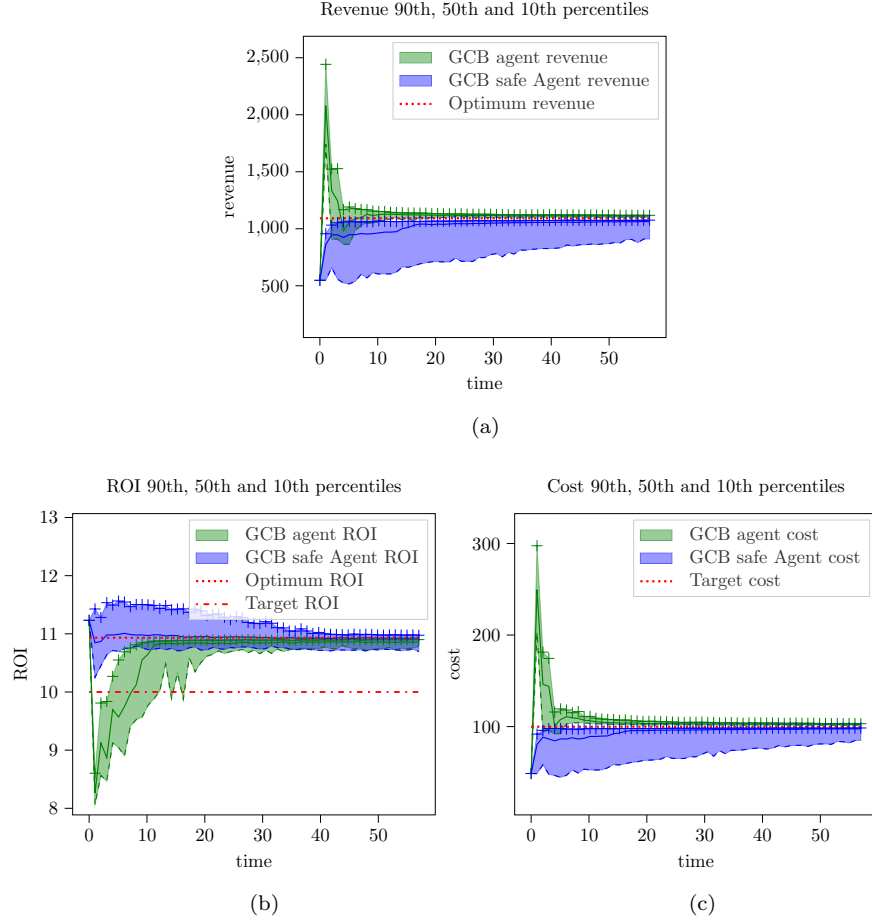 Revenue 90th, 50th and 10th percentiles
2,500
2,000
1,500
1,000
500
revenue
GCB agent revenue
GCB safe Agent revenue
Optimum revenue
0 10 20 30 40 50
time
(a)
ROI 90th, 50th and 10th percentiles
13
12
11
10
9
8
ROI
GCB agent ROI
GCB safe Agent ROI
Optimum ROI
Target ROI
0 10 20 30 40 50
time
(b)
Cost 90th, 50th and 10th percentiles
300
200
100
cost
GCB agent cost
GCB safe Agent cost
Target cost
0 10 20 30 40 50
time
(c)